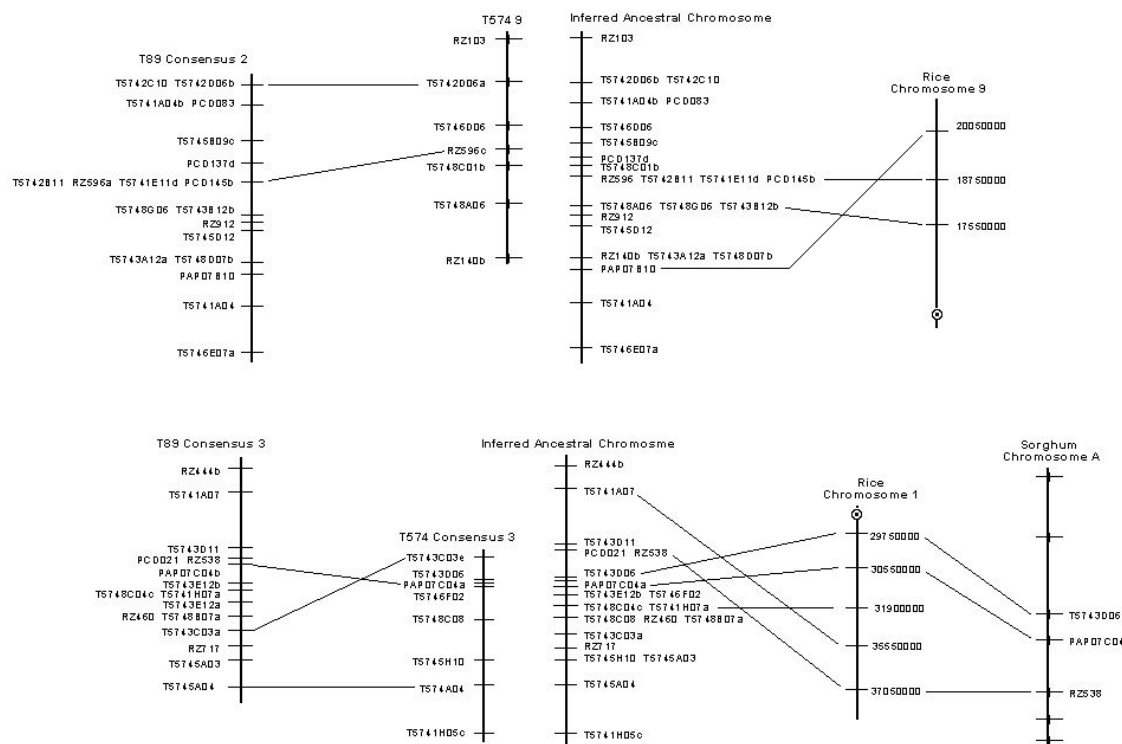 T574 9
Inferred Ancestral Chromosome
T89 Consensus 2
Rice
Chromosome 9
T5742C10 T5742D06b
T5741A04b PCD083
T5745B09c
PCD137d
T5742B11 RZ596a T5741E11d PCD145b
T5748G06 T5743B12b
RZ912
T5745D12
T5743A12a T5748D07b
PAP07B10
T5741A04
T5746E07a
RZ103
T5742D06a
T5746D06
RZ596c
T5748C01b
T5748A06
RZ140b
RZ103
T5742D06b T5742C10
T5741A04b PCD083
T5746D06
T5745B09c
PCD137d
T5748C01b
RZ596 T5742B11 T5741E11d PCD145b
T5748A06 T5748G06 T5743B12b
RZ912
T5745D12
RZ140b T5743A12a T5748D07b
PAP07B10
T5741A04
T5746E07a
20050000
18750000
17550000
T89 Consensus 3
Inferred Ancestral Chromosme
Sorghum
Chromosome A
Rice
Chromosome 1
T574 Consensus 3
RZ444b
T5741A07
T5743D11
PCD021 RZ538
PAP07C04b
T5743E12b
T5748C04c T5741H07a
T5743E12a
RZ460 T5748B07a
T5743C03a
RZ717
T5745A03
T5745A04
T5743C03e
T5743D06
PAP07C04a
T5746F02
T5748C08
T5745H10
T574A04
T5741H05c
RZ444b
T5741A07
T5743D11
PCD021 RZ538
T5743D06
PAP07C04a
T5743E12b T5746F02
T5748C04c T5741H07a
T5748C08 RZ460 T5748B07a
T5743C03a
RZ717
T5745H10 T5745A03
T5745A04
T5741H05c
29750000
30550000
31900000
35550000
37050000
T5743D06
PAP07C04
RZ538